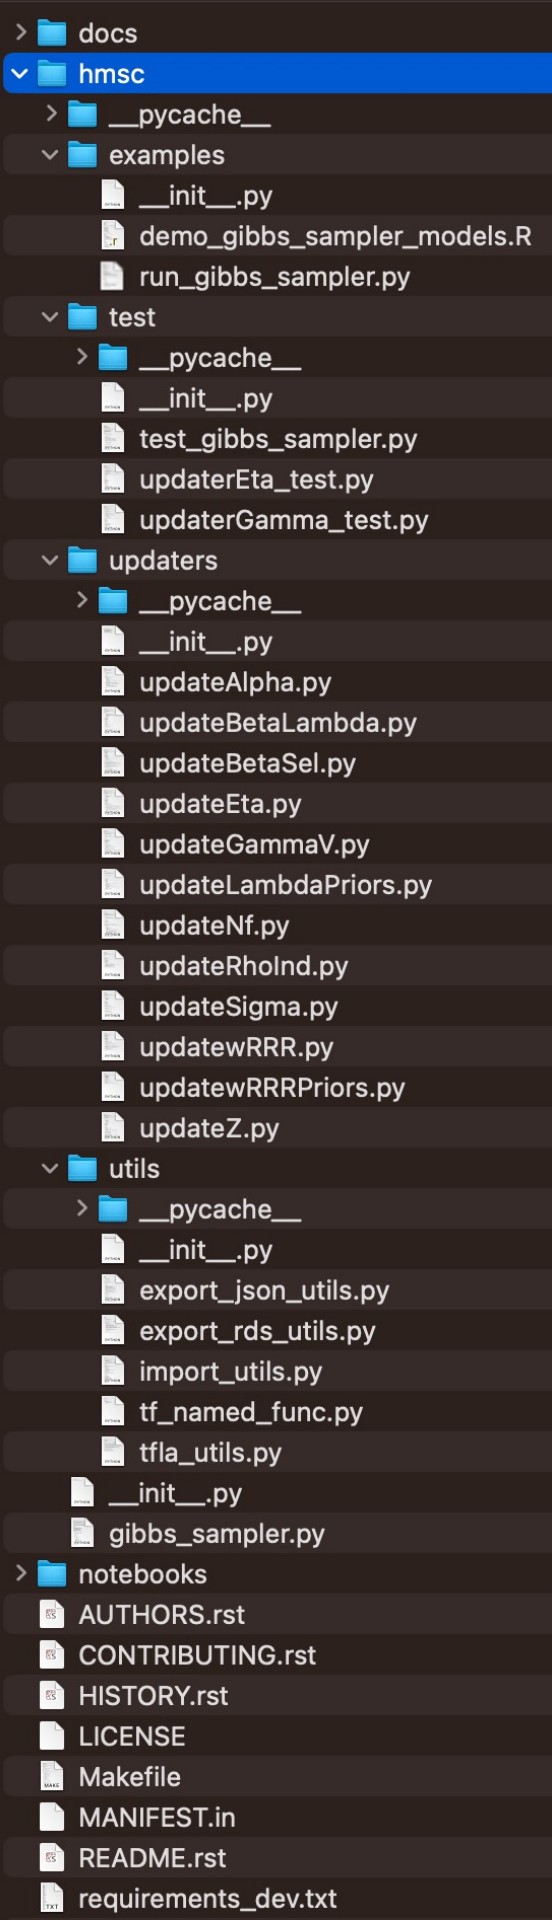 docs
hmsc
__pycache__
examples
__init__.py
demo_gibbs_sampler_models.R
run_gibbs_sampler.py
test
__pycache__
__init__.py
test_gibbs_sampler.py
updaterEta_test.py
updaterGamma_test.py
updaters
__pycache__
__init__.py
updateAlpha.py
updateBetaLambda.py
updateBetaSel.py
updateEta.py
updateGammaV.py
updateLambdaPriors.py
updateNf.py
updateRhoInd.py
updateSigma.py
updatewRRR.py
updatewRRRPriors.py
updateZ.py
utils
__pycache__
__init__.py
export_json_utils.py
export_rds_utils.py
import_utils.py
tf_named_func.py
tfla_utils.py
__init__.py
gibbs_sampler.py
notebooks
AUTHORS.rst
CONTRIBUTING.rst
HISTORY.rst
LICENSE
Makefile
MANIFEST.in
README.rst
requirements_dev.txt